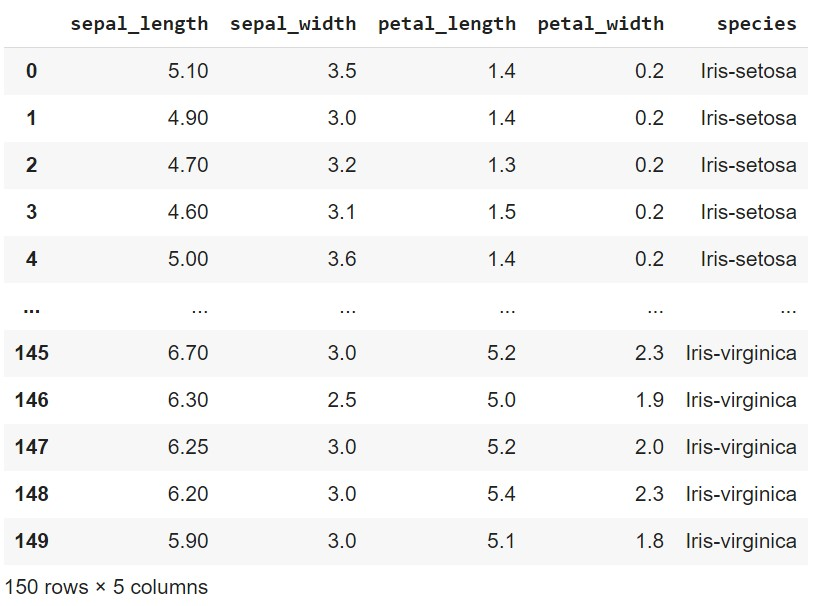 sepal_length sepal_width petal_length petal_width species
0 5.10 3.5 1.4 0.2 Iris-setosa
1 4.90 3.0 1.4 0.2 Iris-setosa
2 4.70 3.2 1.3 0.2 Iris-setosa
3 4.60 3.1 1.5 0.2 Iris-setosa
4 5.00 3.6 1.4 0.2 Iris-setosa
... ... ... ... ... ...
145 6.70 3.0 5.2 2.3 Iris-virginica
146 6.30 2.5 5.0 1.9 Iris-virginica
147 6.25 3.0 5.2 2.0 Iris-virginica
148 6.20 3.0 5.4 2.3 Iris-virginica
149 5.90 3.0 5.1 1.8 Iris-virginica
150 rows × 5 columns